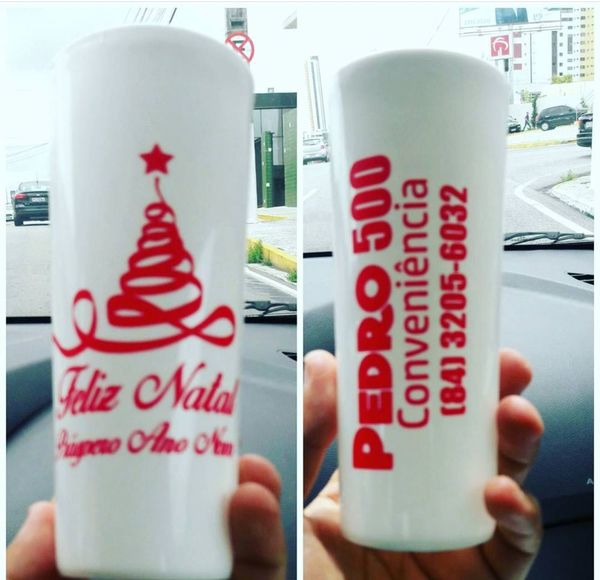 Feliz Natal
Próspero Ano Novo
PEDRO 500
Conveniência
(84) 3205-6032